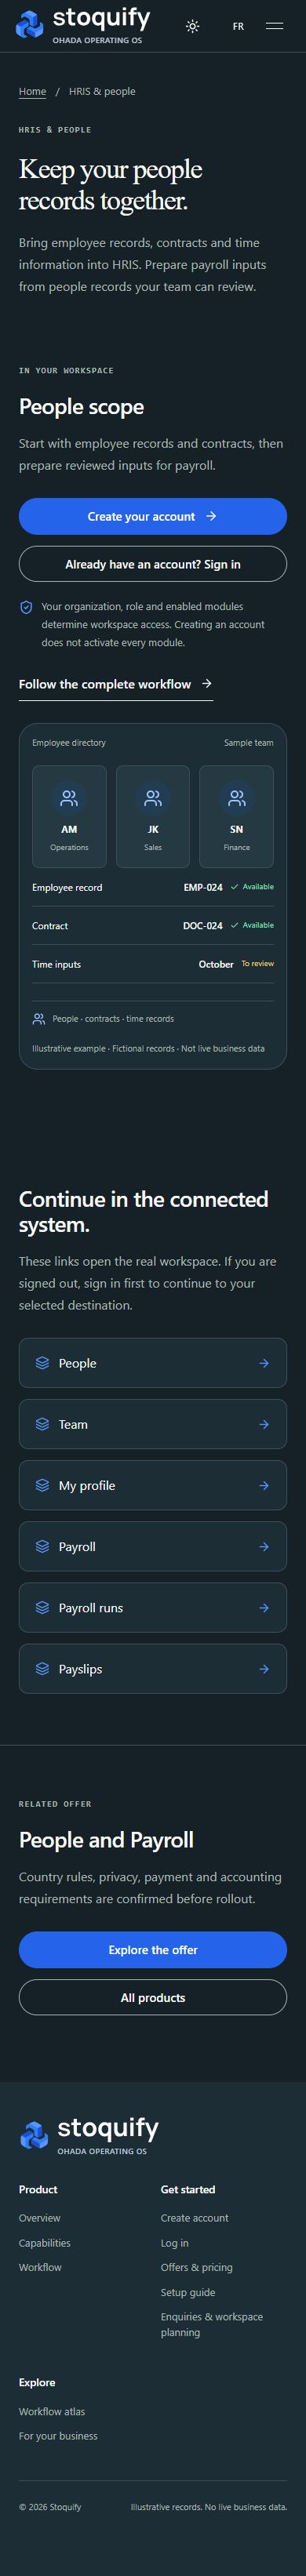 stoquify
OHADA OPERATING OS
FR
Home / HRIS & people
HRIS & PEOPLE
Keep your people
records together.
Bring employee records, contracts and time
information into HRIS. Prepare payroll inputs
from people records your team can review.
IN YOUR WORKSPACE
People scope
Start with employee records and contracts, then
prepare reviewed inputs for payroll.
Create your account
Already have an account? Sign in
Your organization, role and enabled modules
determine workspace access. Creating an account
does not activate every module.
Follow the complete workflow
Employee directory Sample team
AM JK SN
Operations Sales Finance
Employee record EMP-024 Available
Contract DOC-024 Available
Time inputs October To review
People · contracts · time records
Illustrative example · Fictional records · Not live business data
Continue in the connected
system.
These links open the real workspace. If you are
signed out, sign in first to continue to your
selected destination.
People
Team
My profile
Payroll
Payroll runs
Payslips
RELATED OFFER
People and Payroll
Country rules, privacy, payment and accounting
requirements are confirmed before rollout.
Explore the offer
All products
stoquify
OHADA OPERATING OS
Product
Overview
Capabilities
Workflow
Get started
Create account
Log in
Offers & pricing
Setup guide
Enquiries & workspace
planning
Explore
Workflow atlas
For your business
© 2026 Stoquify Illustrative records. No live business data.